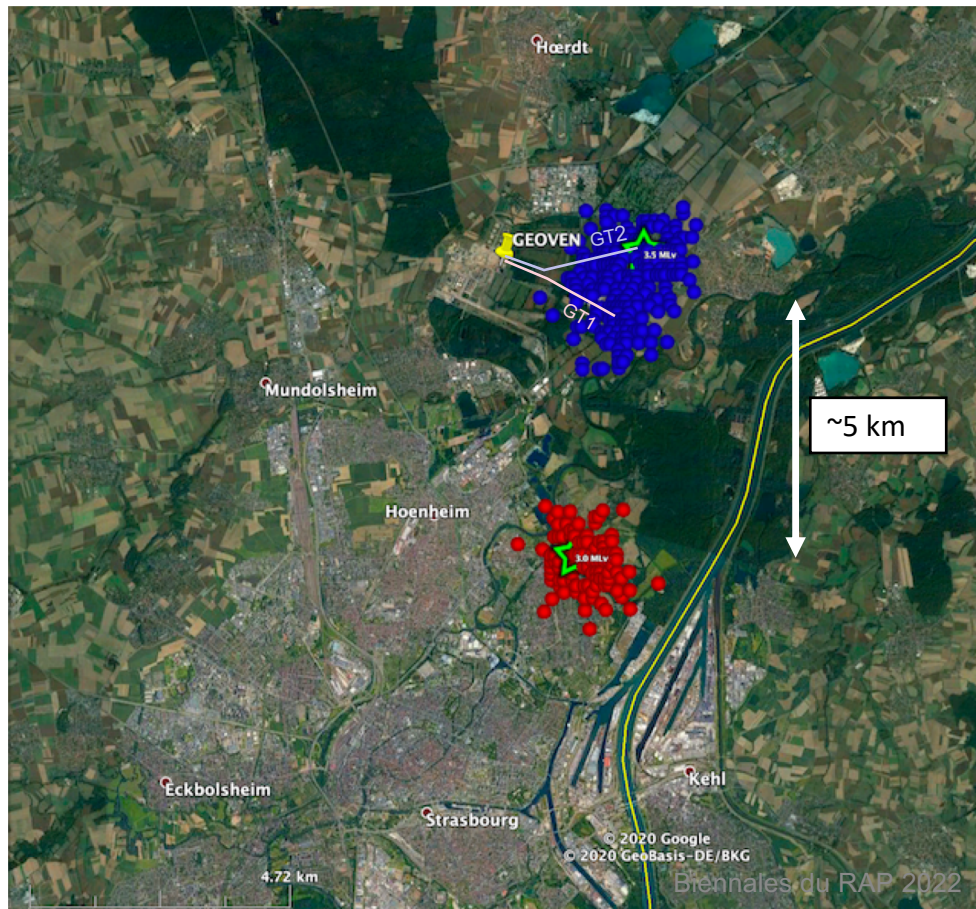 Hœrdt
GEOVEN
GT2
3.5 MLv
GT1
Mundolsheim
~5 km
Hoenheim
3.0 MLv
Eckbolsheim
Kehl
Strasbourg
© 2020 Google
© 2020 GeoBasis-DE/BKG
4.72 km
Biennales du RAP 2022